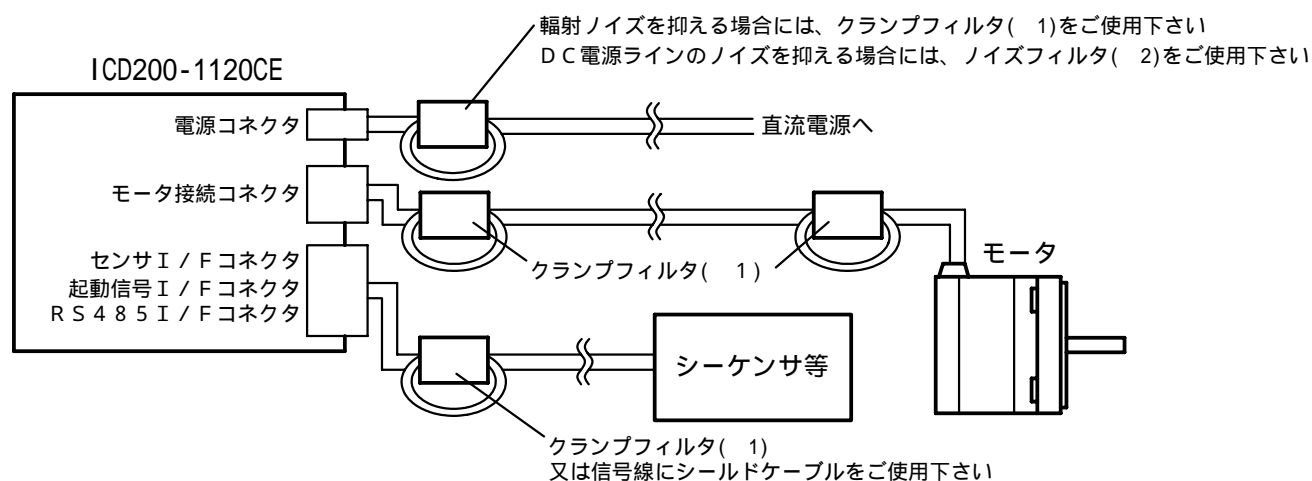 輻射ノイズを抑える場合には、クランプフィルタ(　1)をご使用下さい
ＤＣ電源ラインのノイズを抑える場合には、ノイズフィルタ(　2)をご使用下さい
ICD200-1120CE
電源コネクタ
直流電源へ
モータ接続コネクタ
クランプフィルタ(　1)
モータ
センサＩ/Ｆコネクタ
起動信号Ｉ/Ｆコネクタ
ＲＳ４８５Ｉ/Ｆコネクタ
シーケンサ等
クランプフィルタ(　1)
又は信号線にシールドケーブルをご使用下さい